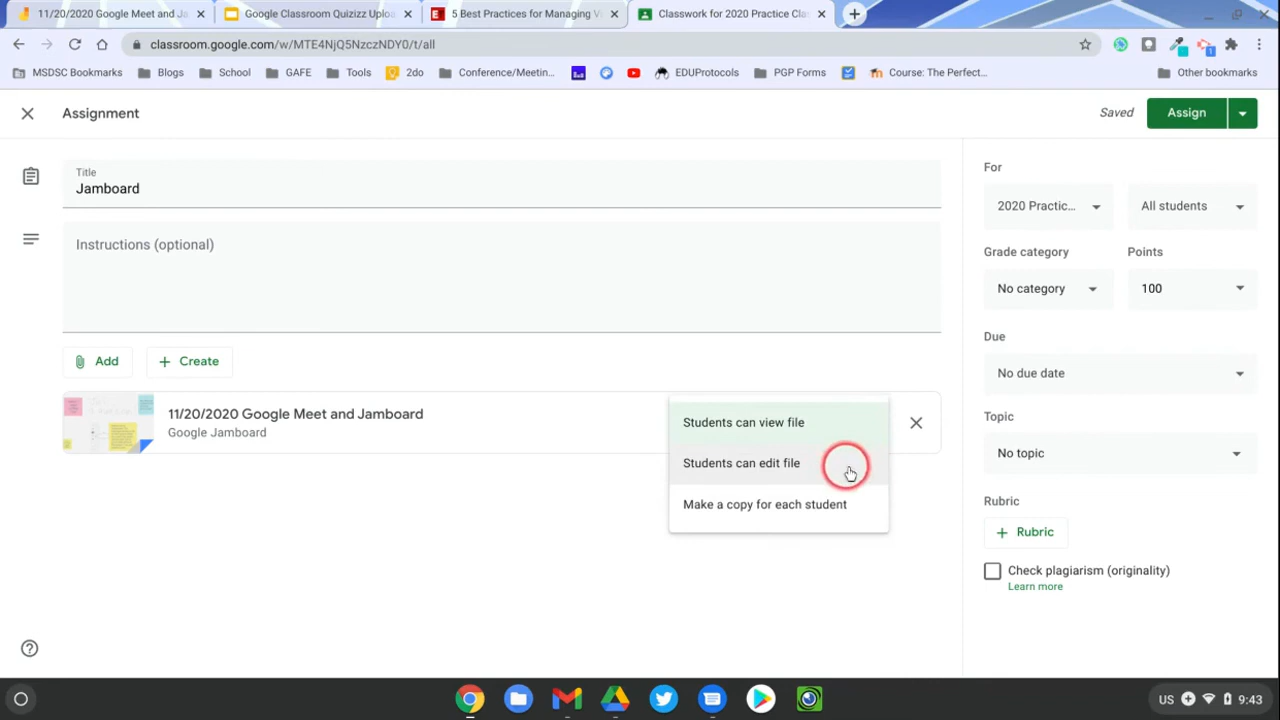 11/20/2020 Google Meet and Ja
Google Classroom Quizizz Uploa
5 Best Practices for Managing V
Classwork for 2020 Practice Cla
classroom.google.com/w/MTE4NjQ5NzczNDY0/t/all
MSDSC Bookmarks
Blogs
School
GAFE
Tools
2do
Conference/Meetin...
EDUProtocols
PGP Forms
Course: The Perfect...
Other bookmarks
Assignment
Saved
Assign
Title
Jamboard
Instructions (optional)
Add
Create
11/20/2020 Google Meet and Jamboard
Google Jamboard
Students can view file
Students can edit file
Make a copy for each student
For
2020 Practic...
All students
Grade category
Points
No category
100
Due
No due date
Topic
No topic
Rubric
Rubric
Check plagiarism (originality)
Learn more
US
9:43